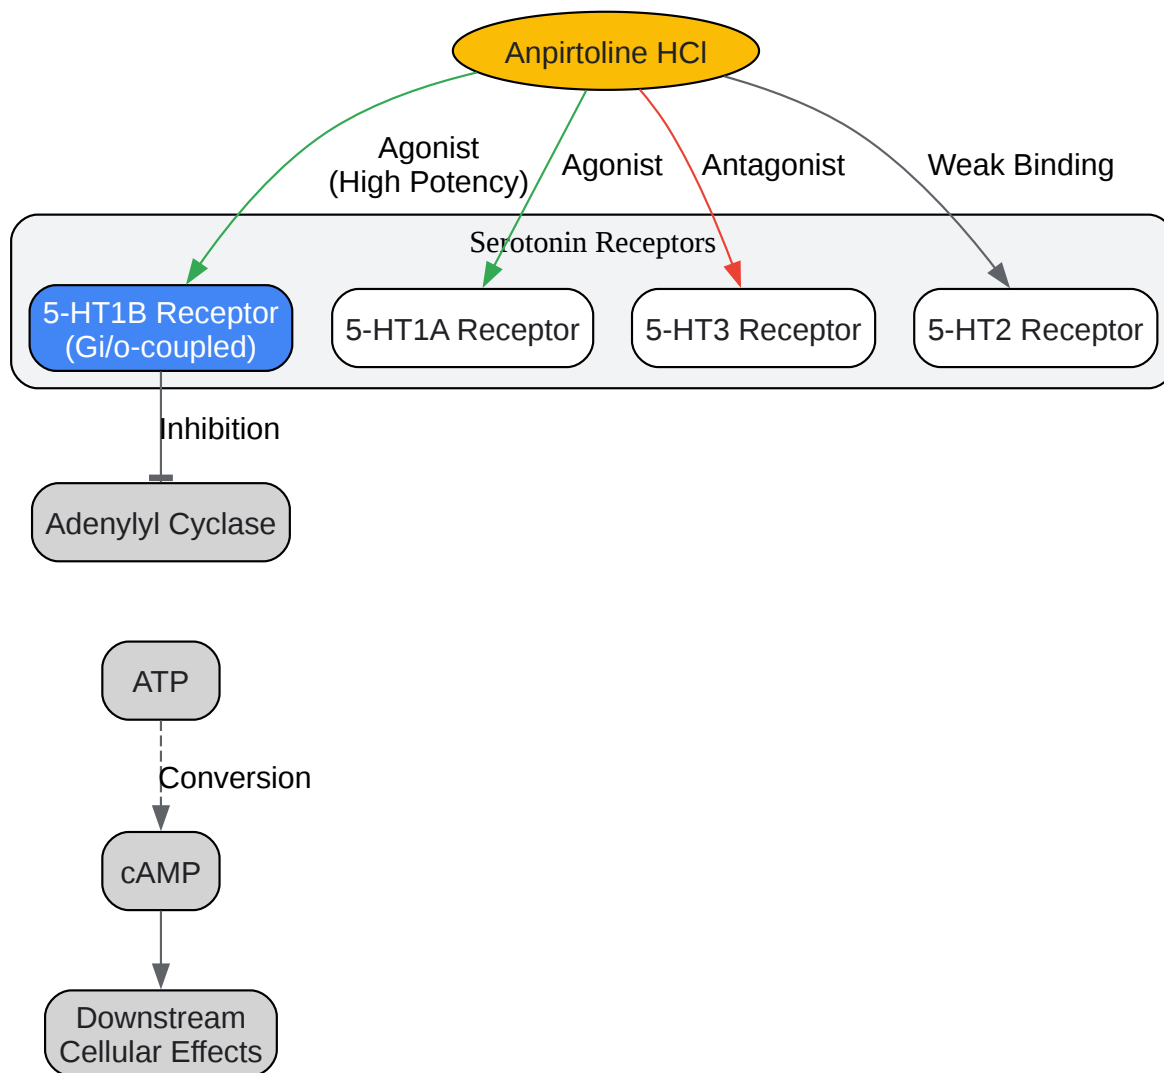 Anpirtoline HCl
Agonist
(High Potency)
Agonist
Antagonist
Weak Binding
Serotonin Receptors
5-HT1B Receptor
(Gi/o-coupled)
5-HT1A Receptor
5-HT3 Receptor
5-HT2 Receptor
Inhibition
Adenylyl Cyclase
ATP
Conversion
cAMP
Downstream
Cellular Effects